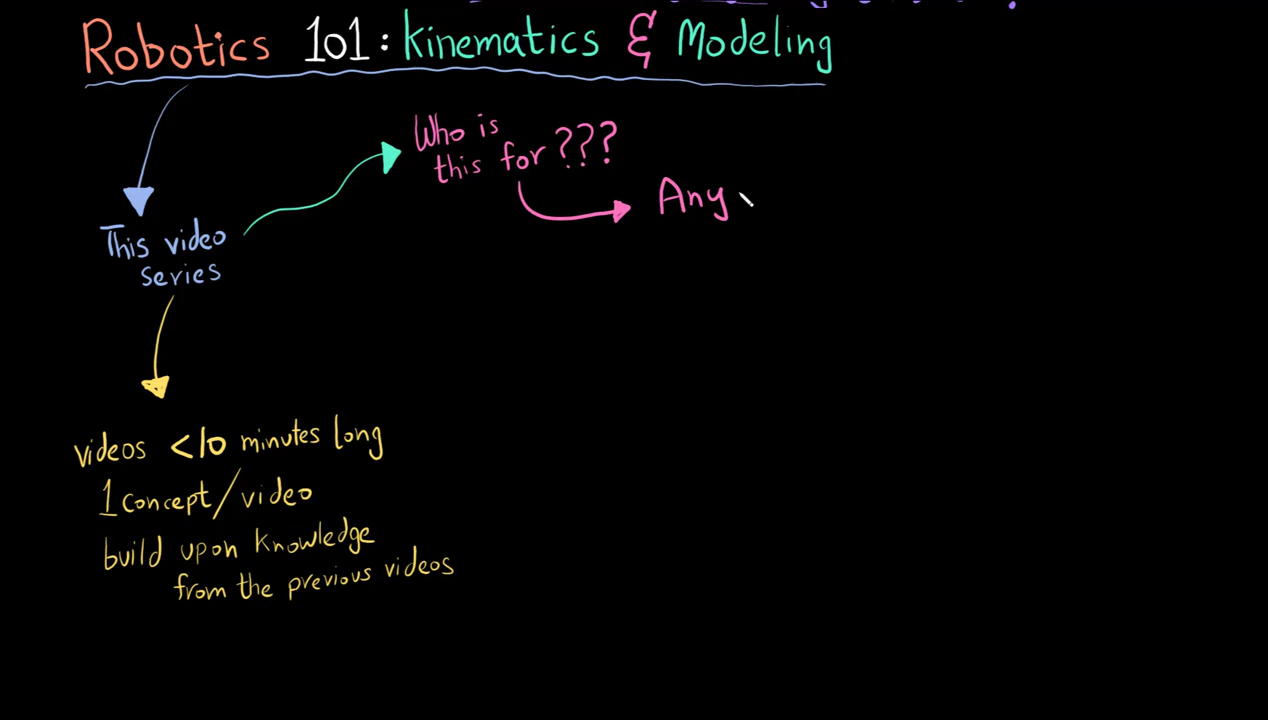 Robotics 101: Kinematics & Modeling
Who is
this for ???
Any
This video
series
videos <10 minutes long
1 concept/video
build upon knowledge
from the previous videos